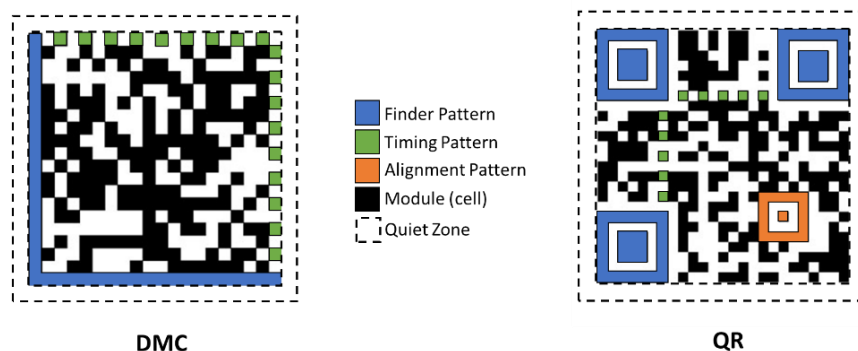 Finder Pattern
Timing Pattern
Alignment Pattern
Module (cell)
Quiet Zone
DMC
QR